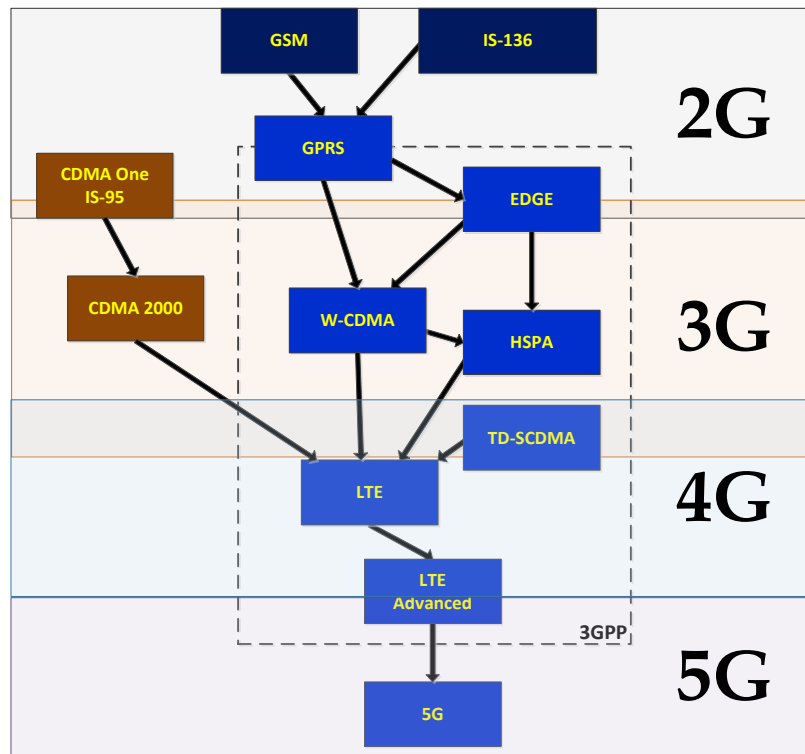 GSM
IS-136
2G
GPRS
CDMA One
IS-95
EDGE
CDMA 2000
W-CDMA
3G
HSPA
TD-SCDMA
LTE
4G
LTE
Advanced
3GPP
5G
5G